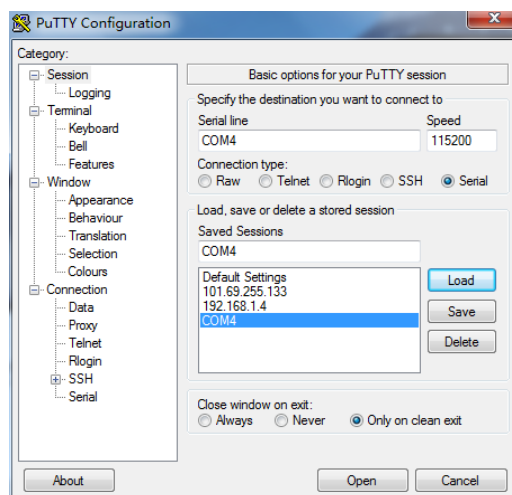 PuTTY Configuration
Category:
Session
Logging
Terminal
Keyboard
Bell
Features
Window
Appearance
Behaviour
Translation
Selection
Colours
Connection
Data
Proxy
Telnet
Rlogin
SSH
Serial
Basic options for your PuTTY session
Specify the destination you want to connect to
Serial line Speed
COM4 115200
Connection type:
Raw Telnet Rlogin SSH Serial
Load, save or delete a stored session
Saved Sessions
COM4
Default Settings
101.69.255.133
192.168.1.4
COM4
Load
Save
Delete
Close window on exit:
Always Never Only on clean exit
About Open Cancel